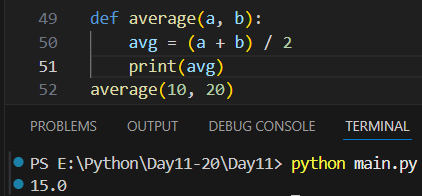 49 def average(a, b):
50     avg = (a + b) / 2
51     print(avg)
52 average(10, 20)
PROBLEMS OUTPUT DEBUG CONSOLE TERMINAL
PS E:\Python\Day11-20\Day11> python main.py
15.0